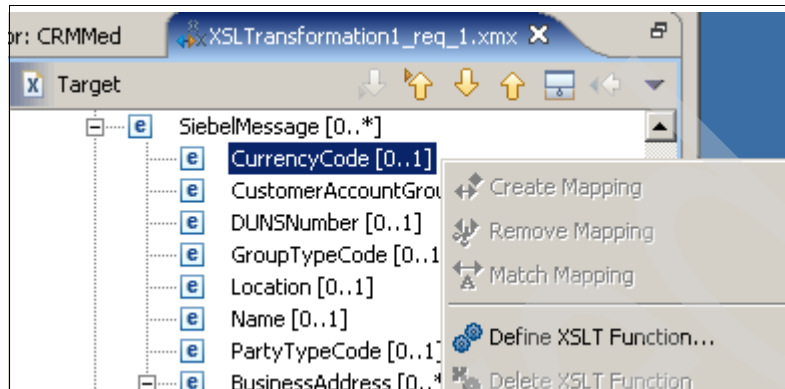 or: CRMMed
XSLTransformation1_req_1.xmx
Target
SiebelMessage [0..*]
CurrencyCode [0..1]
CustomerAccountGrou
DUNSNumber [0..1]
GroupTypeCode [0..1
Location [0..1]
Name [0..1]
PartyTypeCode [0..1]
BusinessAddress [0..*
Create Mapping
Remove Mapping
Match Mapping
Define XSLT Function...
Delete XSLT Function